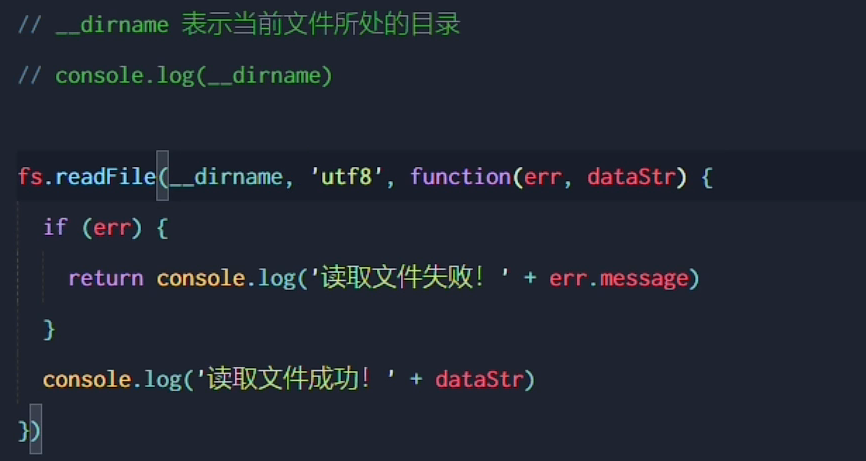 // __dirname 表示当前文件所处的目录
// console.log(__dirname)
fs.readFile(__dirname, 'utf8', function(err, dataStr) {
if (err) {
return console.log('读取文件失败！' + err.message)
}
console.log('读取文件成功！' + dataStr)
})